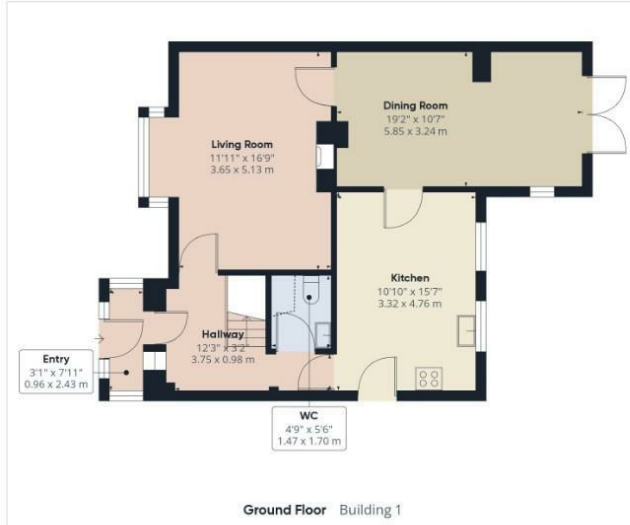 Living Room
11'11" x 16'9"
3.65 x 5.13 m
Dining Room
19'2" x 10'7"
5.85 x 3.24 m
Kitchen
10'10" x 15'7"
3.32 x 4.76 m
Hallway
12'3" x 3'2"
3.75 x 0.98 m
Entry
3'1" x 7'11"
0.96 x 2.43 m
WC
4'9" x 5'6"
1.47 x 1.70 m
Ground Floor Building 1